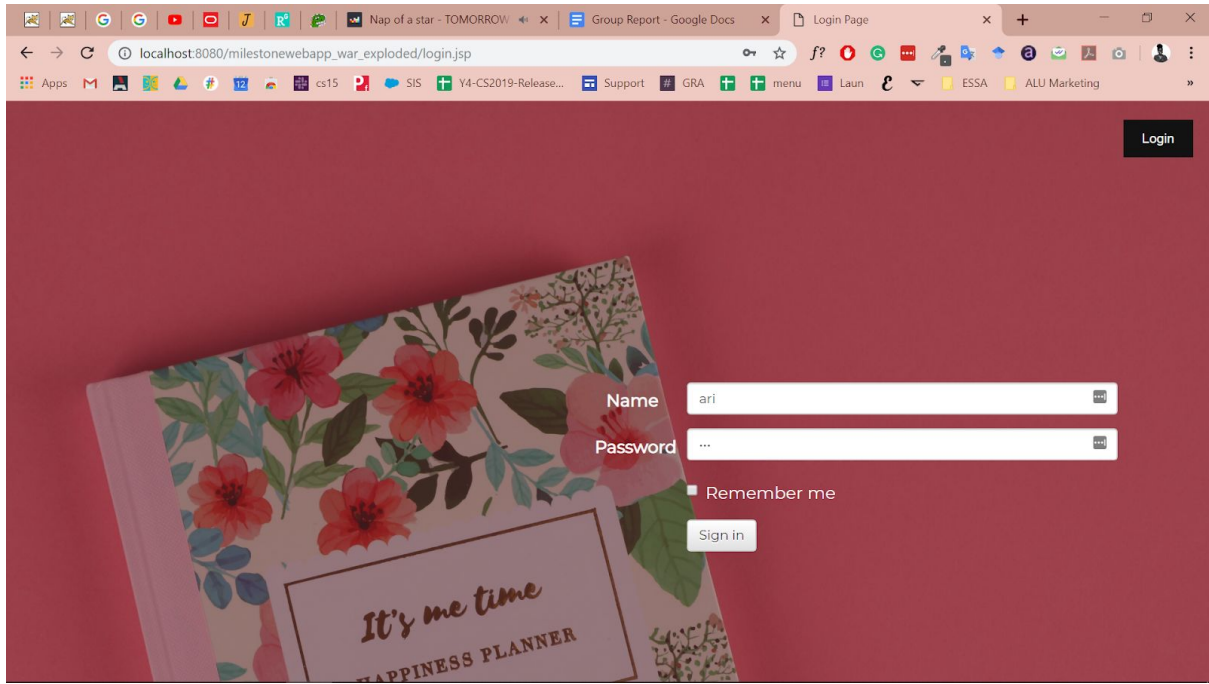 Nap of a star - TOMORROW
Group Report - Google Docs
Login Page
localhost:8080/milestonewebapp_war_exploded/login.jsp
f?
Apps
12
cs15
SIS
Y4-CS2019-Release...
Support
# GRA
menu
Laun
ESSA
ALU Marketing
»
Login
Name
ari
Password
...
Remember me
Sign in
It's me time
HAPPINESS PLANNER